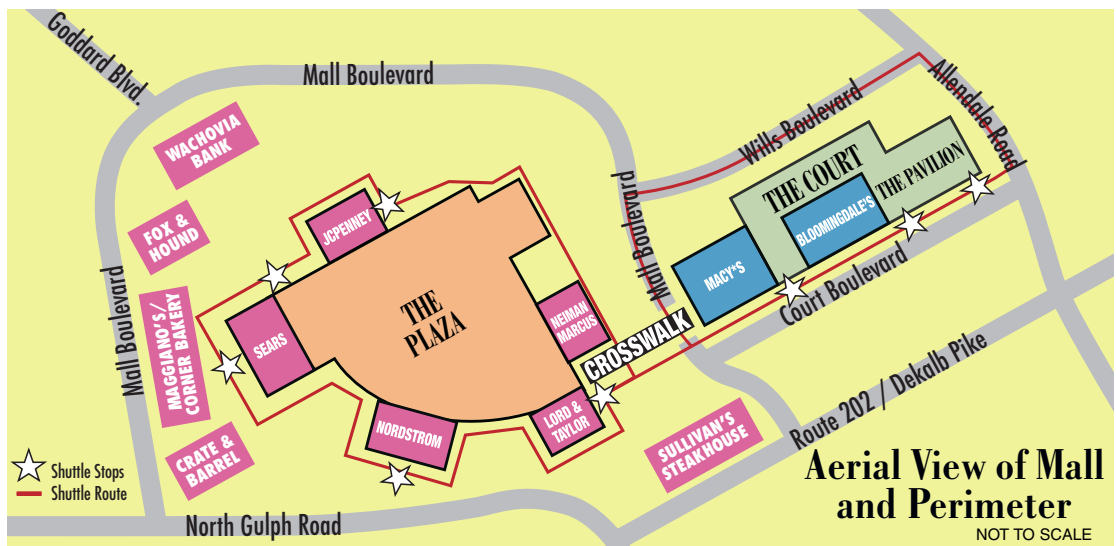 Goddard Blvd.
Mall Boulevard
Wills Boulevard
Allendale Road
WACHOVIA
BANK
THE COURT
THE PAVILION
JCPENNEY
BLOOMINGDALE'S
FOX &
HOUND
Mall Boulevard
MACY*S
THE
PLAZA
NEIMAN
MARCUS
Mall Boulevard
MAGGIANO'S/
CORNER BAKERY
SEARS
CROSSWALK
Court Boulevard
Route 202 / Dekalb Pike
LORD &
TAYLOR
NORDSTROM
SULLIVAN'S
STEAKHOUSE
CRATE &
BARREL
Shuttle Stops
Shuttle Route
North Gulph Road
Aerial View of Mall
and Perimeter
NOT TO SCALE